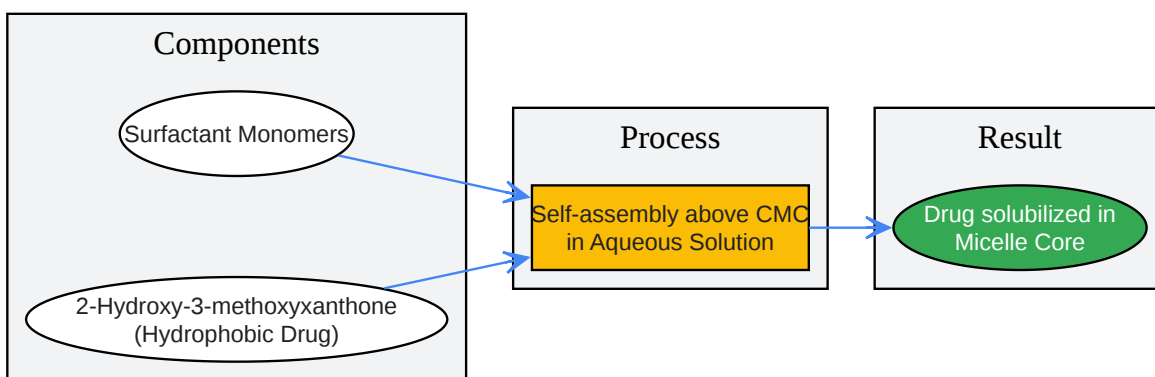 Components
Surfactant Monomers
2-Hydroxy-3-methoxyxanthone
(Hydrophobic Drug)
Process
Self-assembly above CMC
in Aqueous Solution
Result
Drug solubilized in
Micelle Core